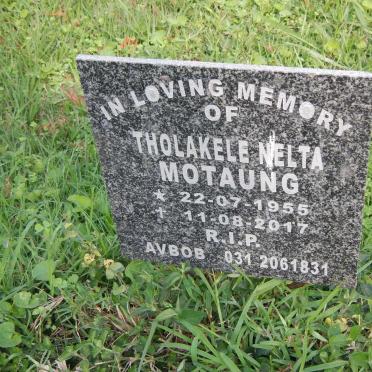 IN LOVING MEMORY
OF
THOLAKELE NELTA
MOTAUNG
* 22-07-1955
† 11-08-2017
R.I.P.
AVBOB 031 2061831